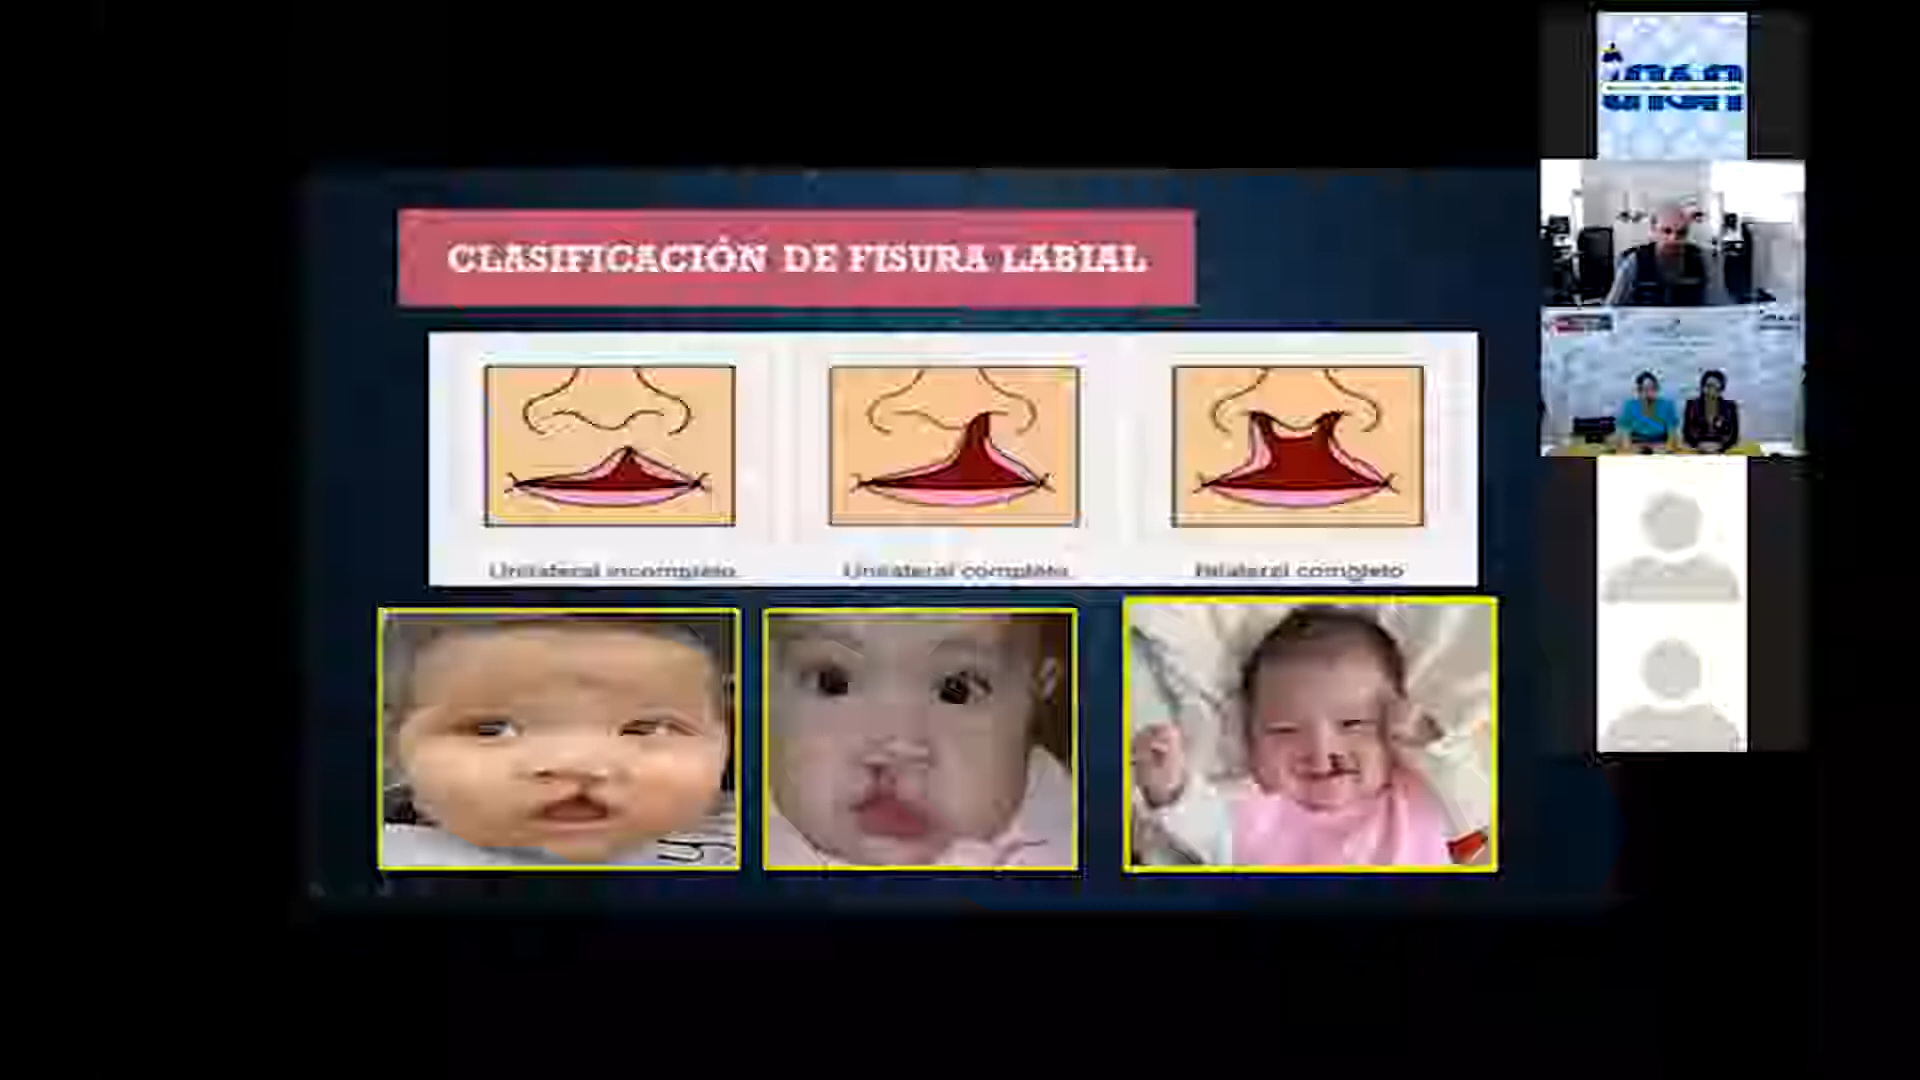 CLASIFICACIÓN DE FISURA LABIAL
Unilateral incompleto
Unilateral completo
Bilateral completo